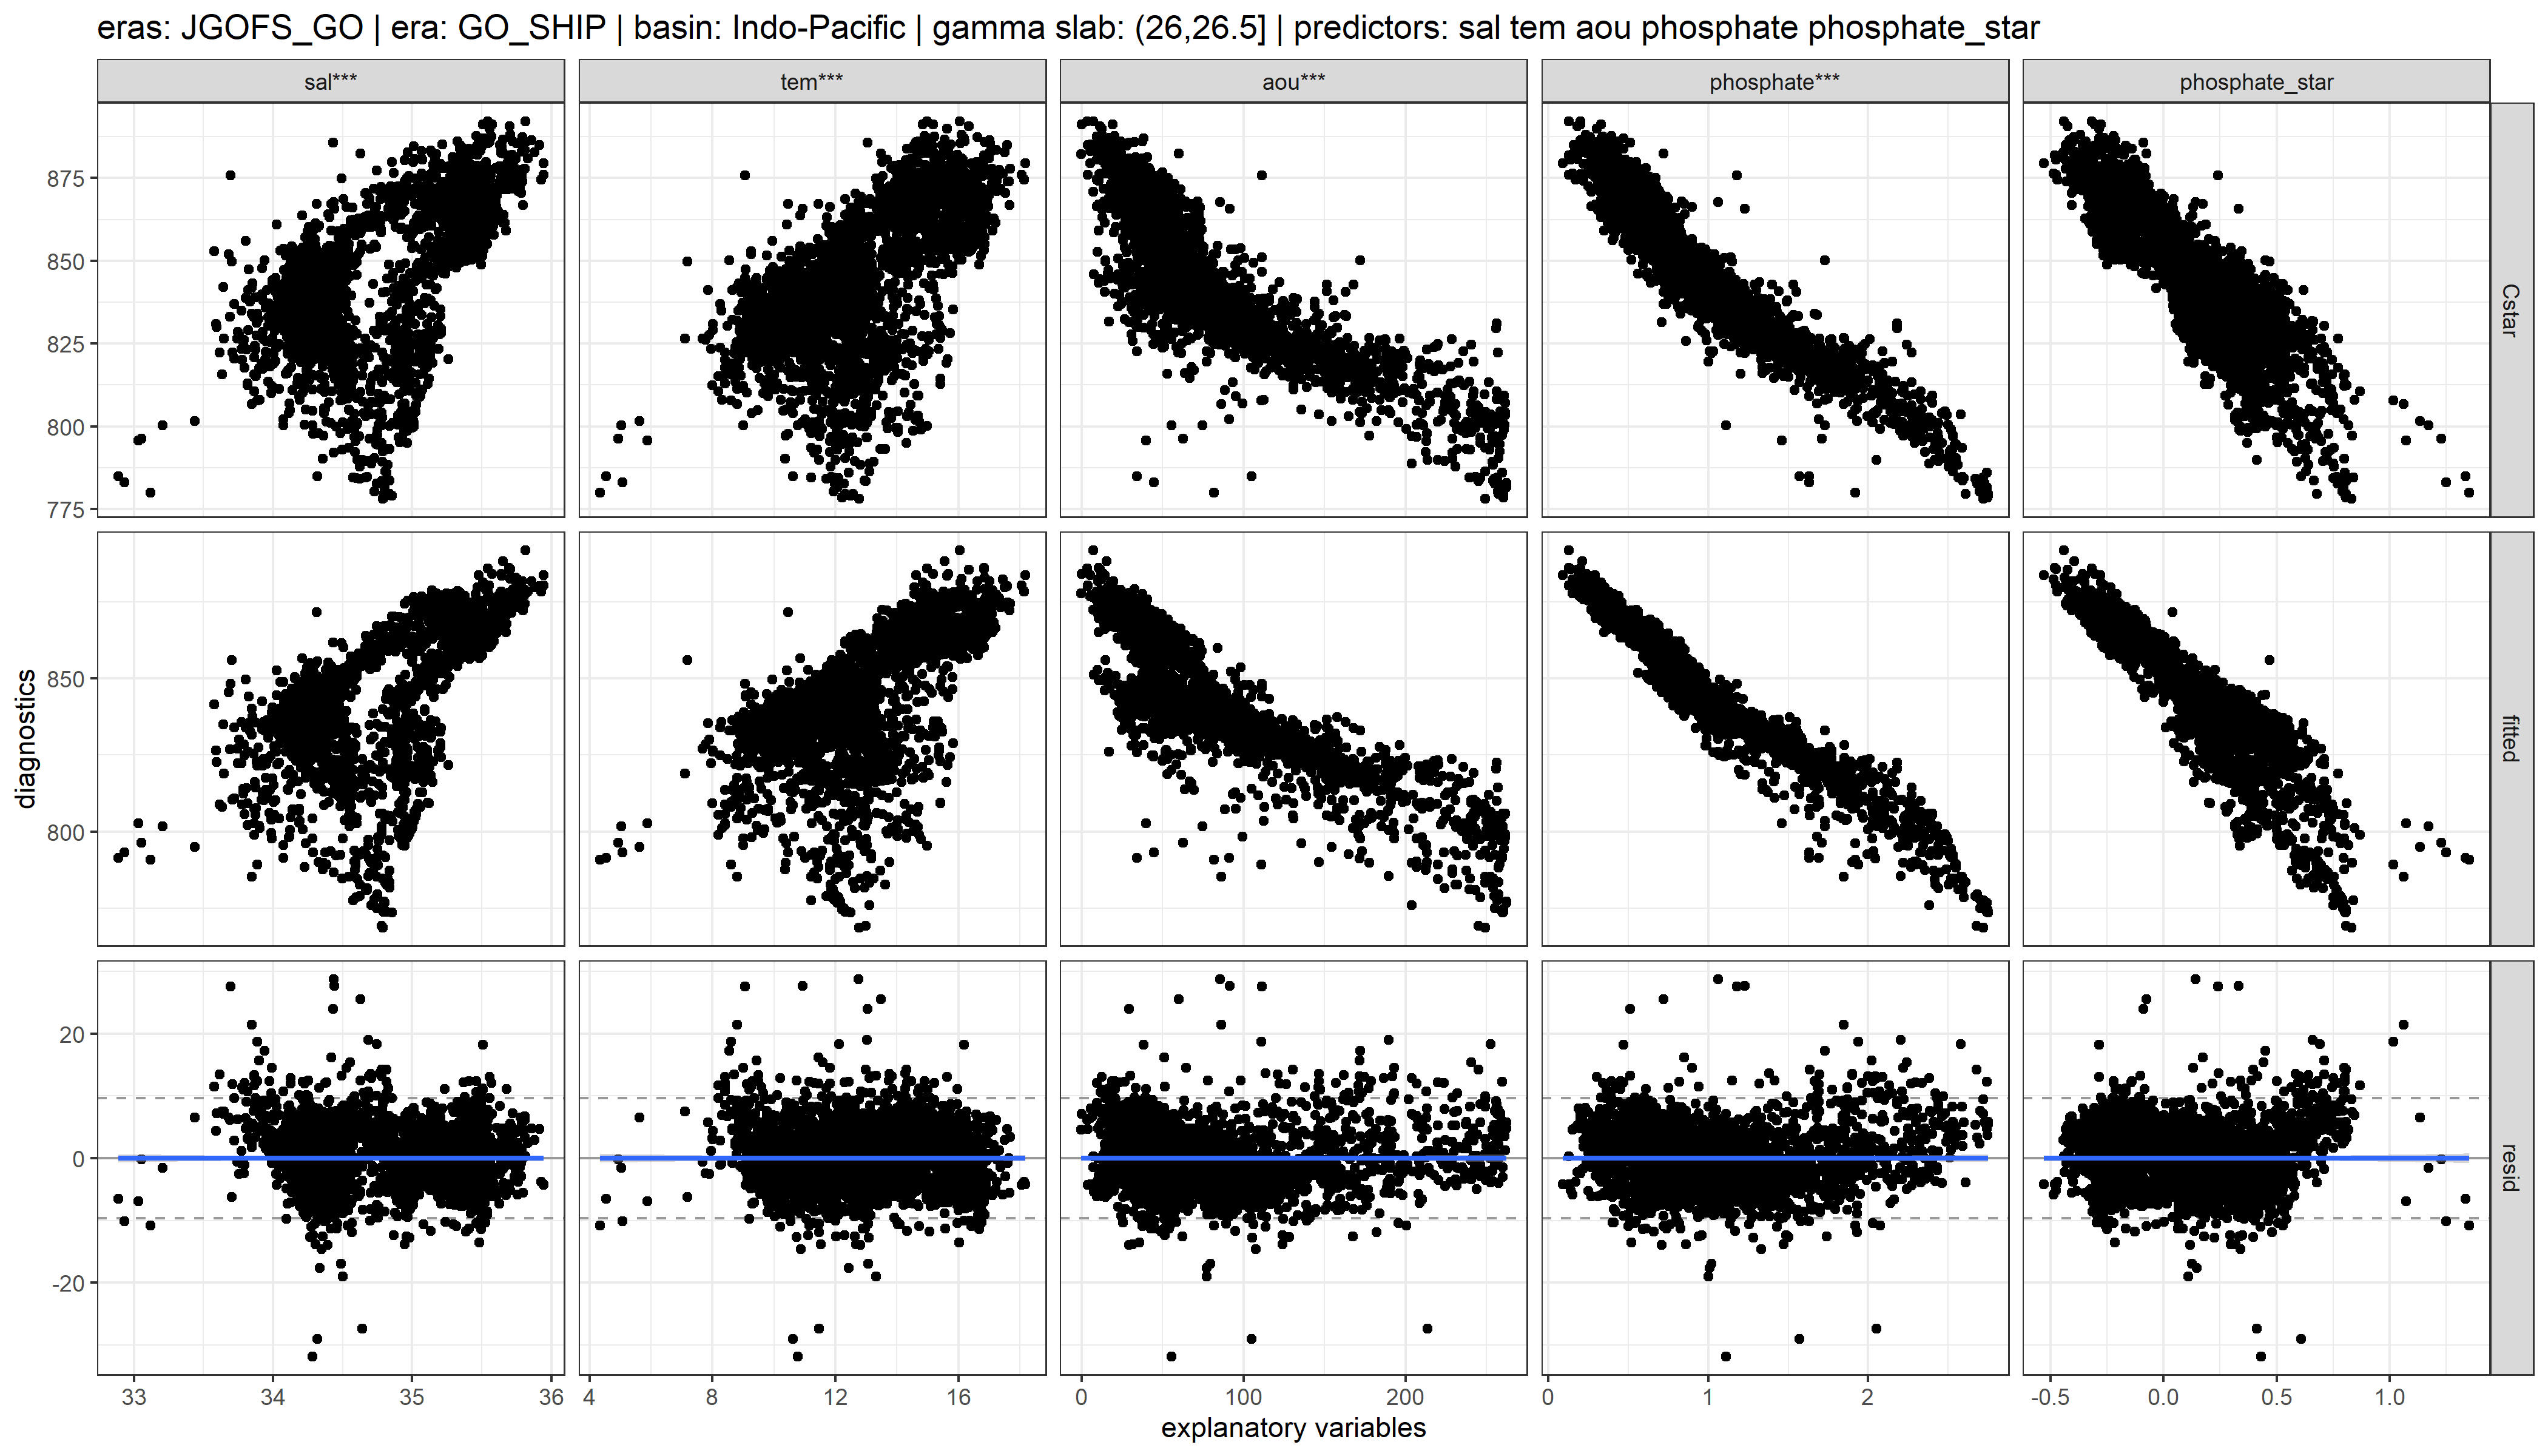 eras: JGOFS_GO | era: GO_SHIP | basin: Indo-Pacific | gamma slab: (26,26.5] | predictors: sal tem aou phosphate phosphate_star
sal*** tem*** aou*** phosphate*** phosphate_star
875
850
825
800
775
Cstar
850
800
fitted
20
0
-20
resid
diagnostics
33 34 35 36 4 8 12 16 0 100 200 0 1 2 -0.5 0.0 0.5 1.0
explanatory variables